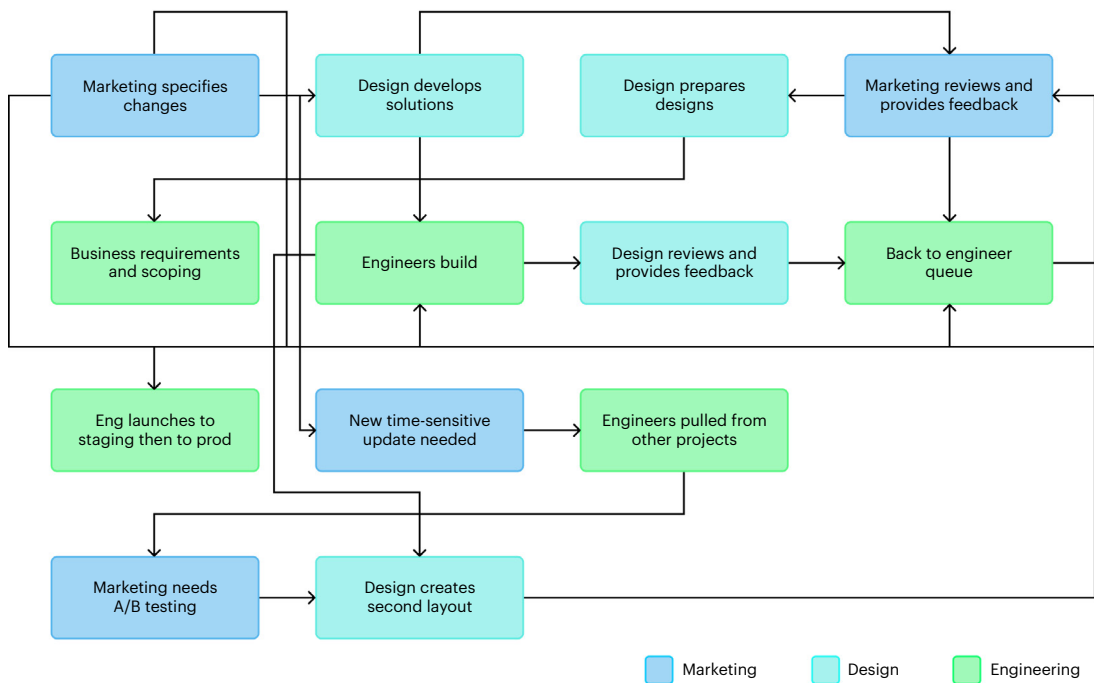 Marketing specifies
changes
Design develops
solutions
Design prepares
designs
Marketing reviews and
provides feedback
Business requirements
and scoping
Engineers build
Design reviews and
provides feedback
Back to engineer
queue
Eng launches to
staging then to prod
New time-sensitive
update needed
Engineers pulled from
other projects
Marketing needs
A/B testing
Design creates
second layout
Marketing
Design
Engineering